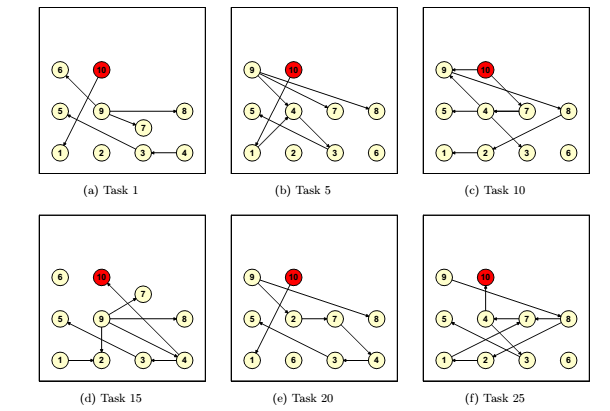 6 10
5 9 8
7
1 2 3 4
(a) Task 1
9 10
5 4 7 8
1 2 3 6
(b) Task 5
9 10
5 4 7 8
1 2 3 6
(c) Task 10
6 10
7
5 9 8
1 2 3 4
(d) Task 15
9 10
5 2 7 8
1 6 3 4
(e) Task 20
9 10
5 4 7 8
1 2 3 6
(f) Task 25